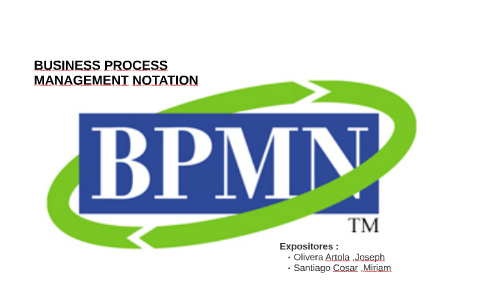 BUSINESS PROCESS
MANAGEMENT NOTATION
BPMN
TM
Expositores :
• Olivera Artola ,Joseph
• Santiago Cosar ,Miriam